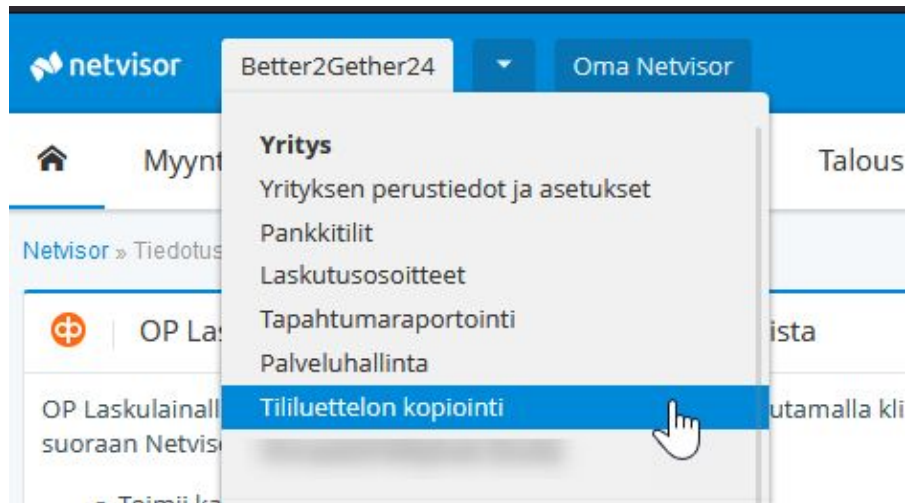 netvisor Better2Gether24 Oma Netvisor
Yritys
Yrityksen perustiedot ja asetukset
Pankkitilit
Laskutusosoitteet
Tapahtumaraportointi
Palveluhallinta
Tililuettelon kopiointi
Myynt
Talous
Netvisor » Tiedotus
OP La
ista
OP Laskulainall
utamalla kli
suoraan Netvis